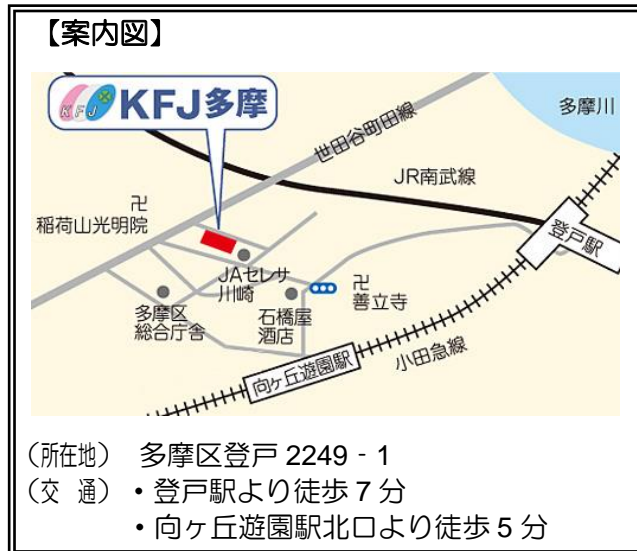 【案内図】
KFJ KFJ多摩
多摩川
世田谷町田線
JR南武線
卍
稲荷山光明院
登戸駅
JAセレサ
川崎
卍
善立寺
多摩区
総合庁舎
石橋屋
酒店
小田急線
向ヶ丘遊園駅
(所在地) 多摩区登戸 2249‐1
(交 通) ・登戸駅より徒歩 7 分
・向ヶ丘遊園駅北口より徒歩 5 分